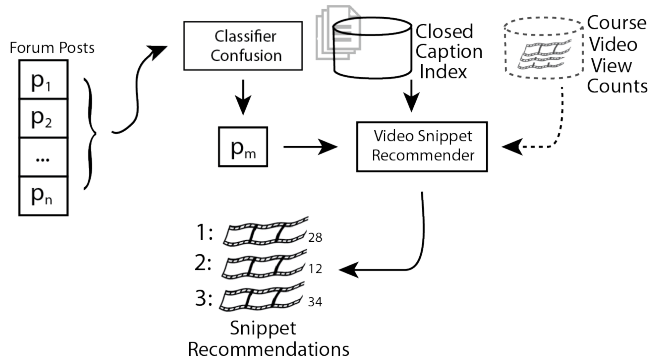 Forum Posts
p1
p2
...
pn
Classifier
Confusion
pm
Closed
Caption
Index
Course
Video
View
Counts
Video Snippet
Recommender
1: 28
2: 12
3: 34
Snippet
Recommendations